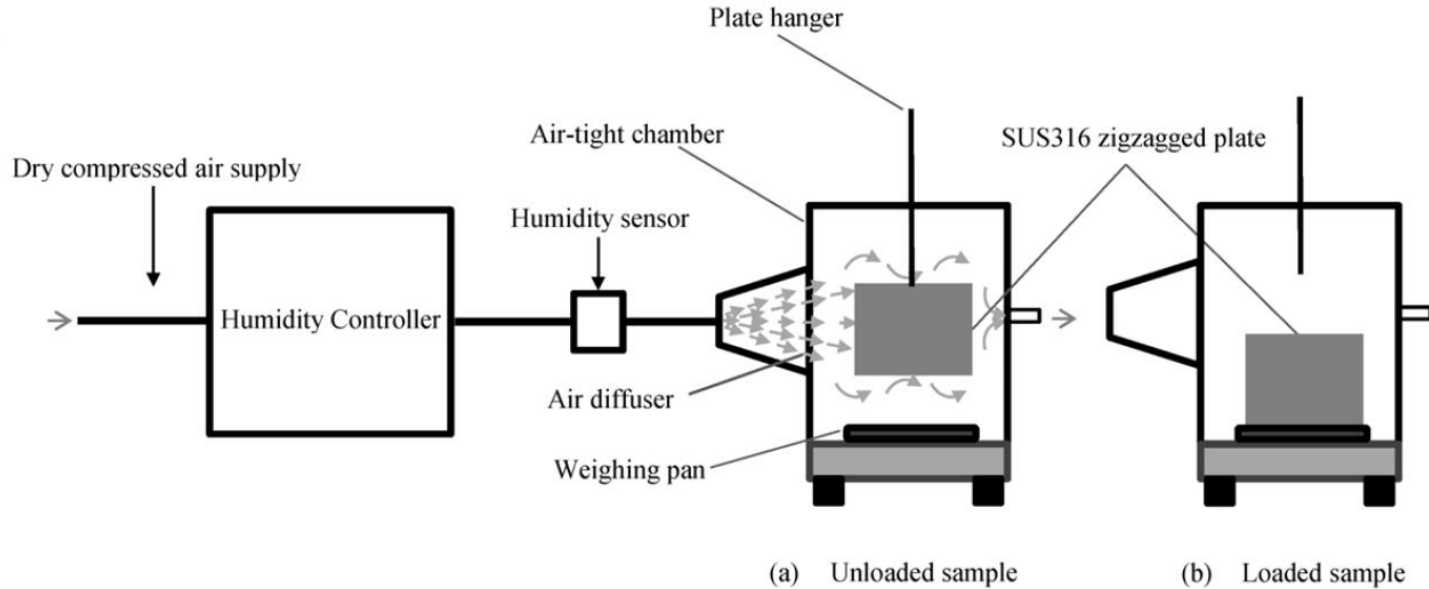 Plate hanger
Air-tight chamber
SUS316 zigzagged plate
Dry compressed air supply
Humidity sensor
Humidity Controller
Air diffuser
Weighing pan
(a) Unloaded sample
(b) Loaded sample